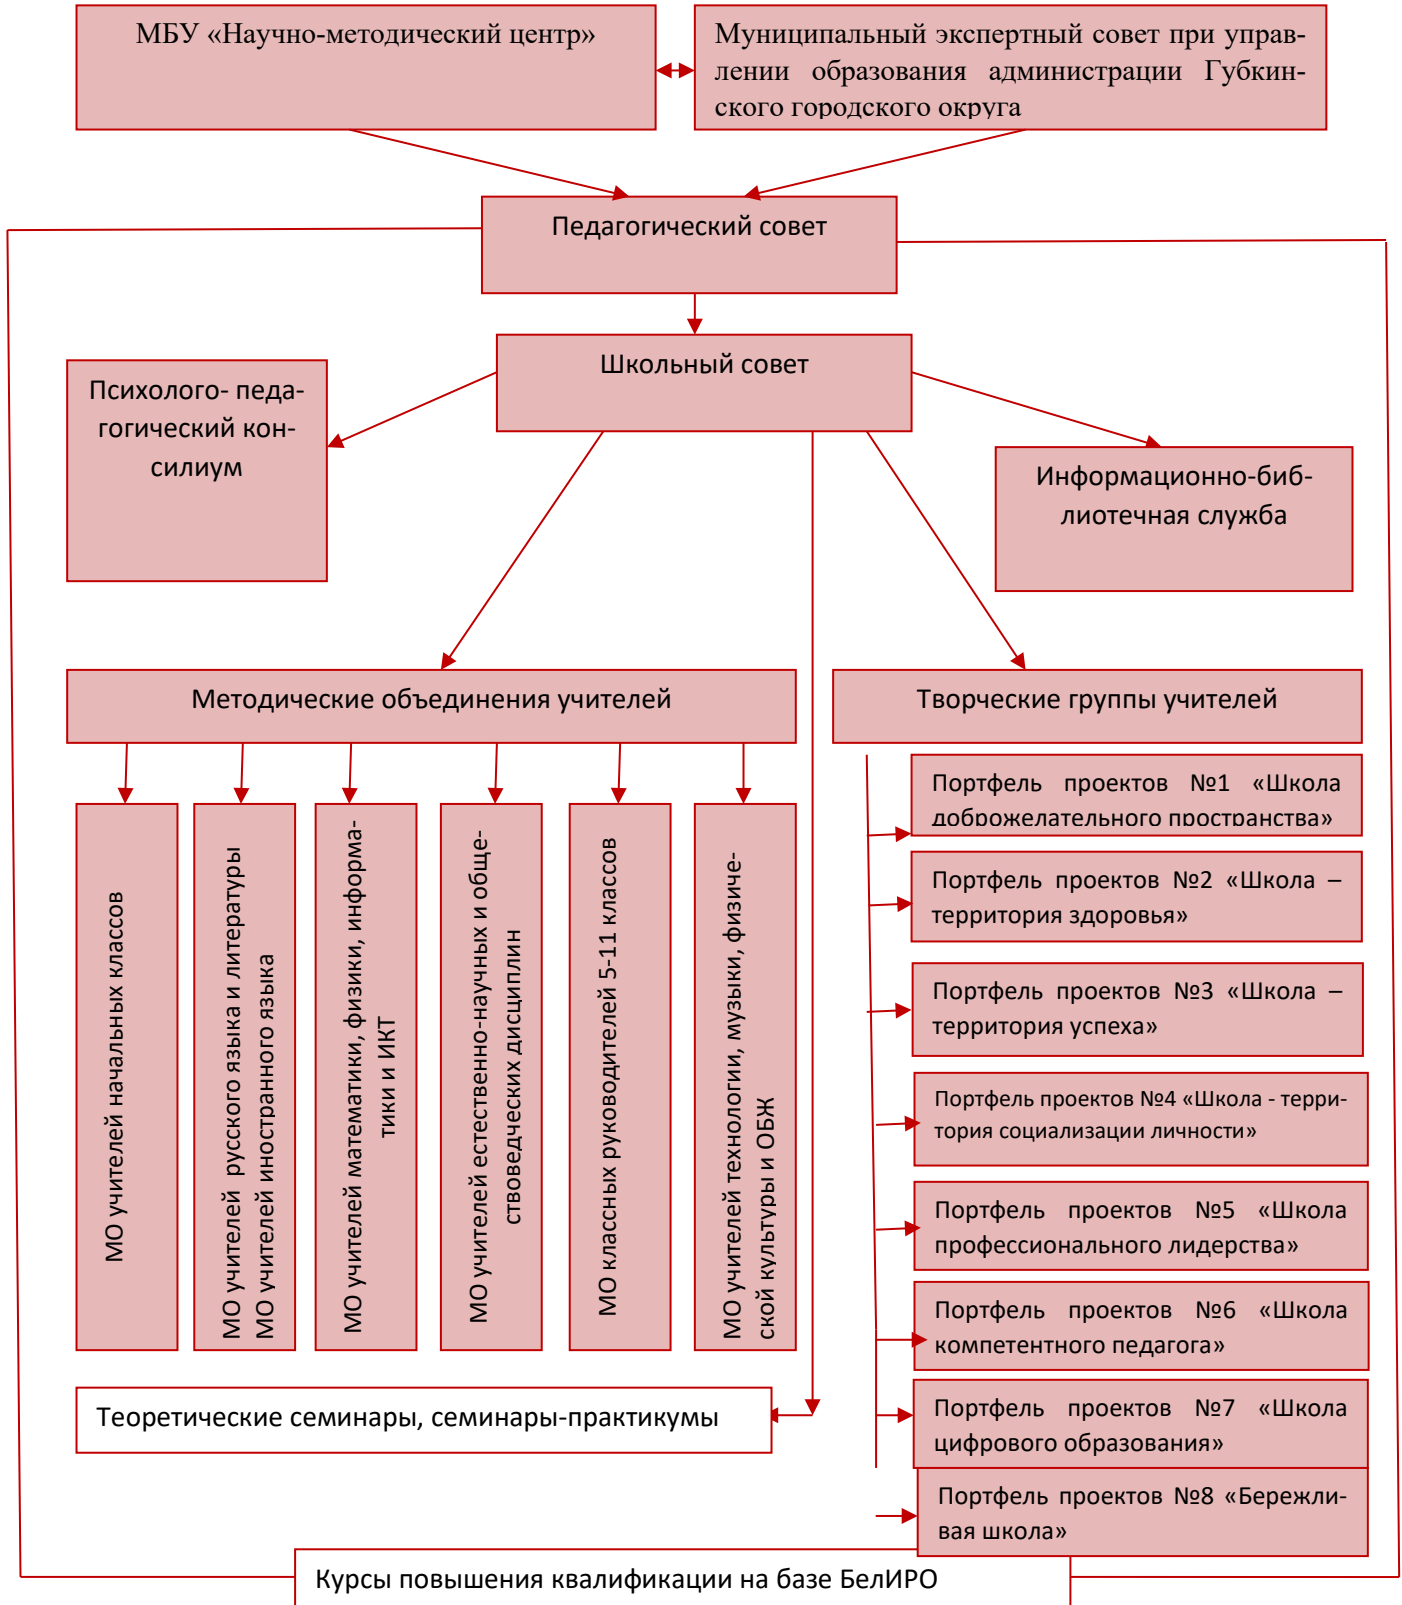 МБУ «Научно-методический центр»
Муниципальный экспертный совет при управ-
лении образования администрации Губкин-
ского городского округа
Педагогический совет
Школьный совет
Психолого- педа-
гогический кон-
силиум
Информационно-биб-
лиотечная служба
Методические объединения учителей
Творческие группы учителей
МО учителей начальных классов
МО учителей  русского языка и литературы
МО учителей иностранного языка
МО учителей математики, физики, информа-
тики и ИКТ
МО учителей естественно-научных и обще-
ствоведческих дисциплин
МО классных руководителей 5-11 классов
МО учителей технологии, музыки, физиче-
ской культуры и ОБЖ
Портфель проектов №1 «Школа
доброжелательного пространства»
Портфель проектов №2 «Школа –
территория здоровья»
Портфель проектов №3 «Школа –
территория успеха»
Портфель проектов №4 «Школа - терри-
тория социализации личности»
Портфель проектов №5 «Школа
профессионального лидерства»
Портфель проектов №6 «Школа
компетентного педагога»
Портфель проектов №7 «Школа
цифрового образования»
Портфель проектов №8 «Бережли-
вая школа»
Теоретические семинары, семинары-практикумы
Курсы повышения квалификации на базе БелИРО